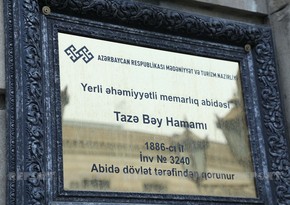 AZƏRBAYCAN RESPUBLİKASI MƏDƏNİYYƏT VƏ TURİZM NAZİRLİYİ
Yerli əhəmiyyətli memarlıq abidəsi
Tazə Bəy Hamamı
1886-cı il
İnv № 3240
Abidə dövlət tərəfindən qorunur